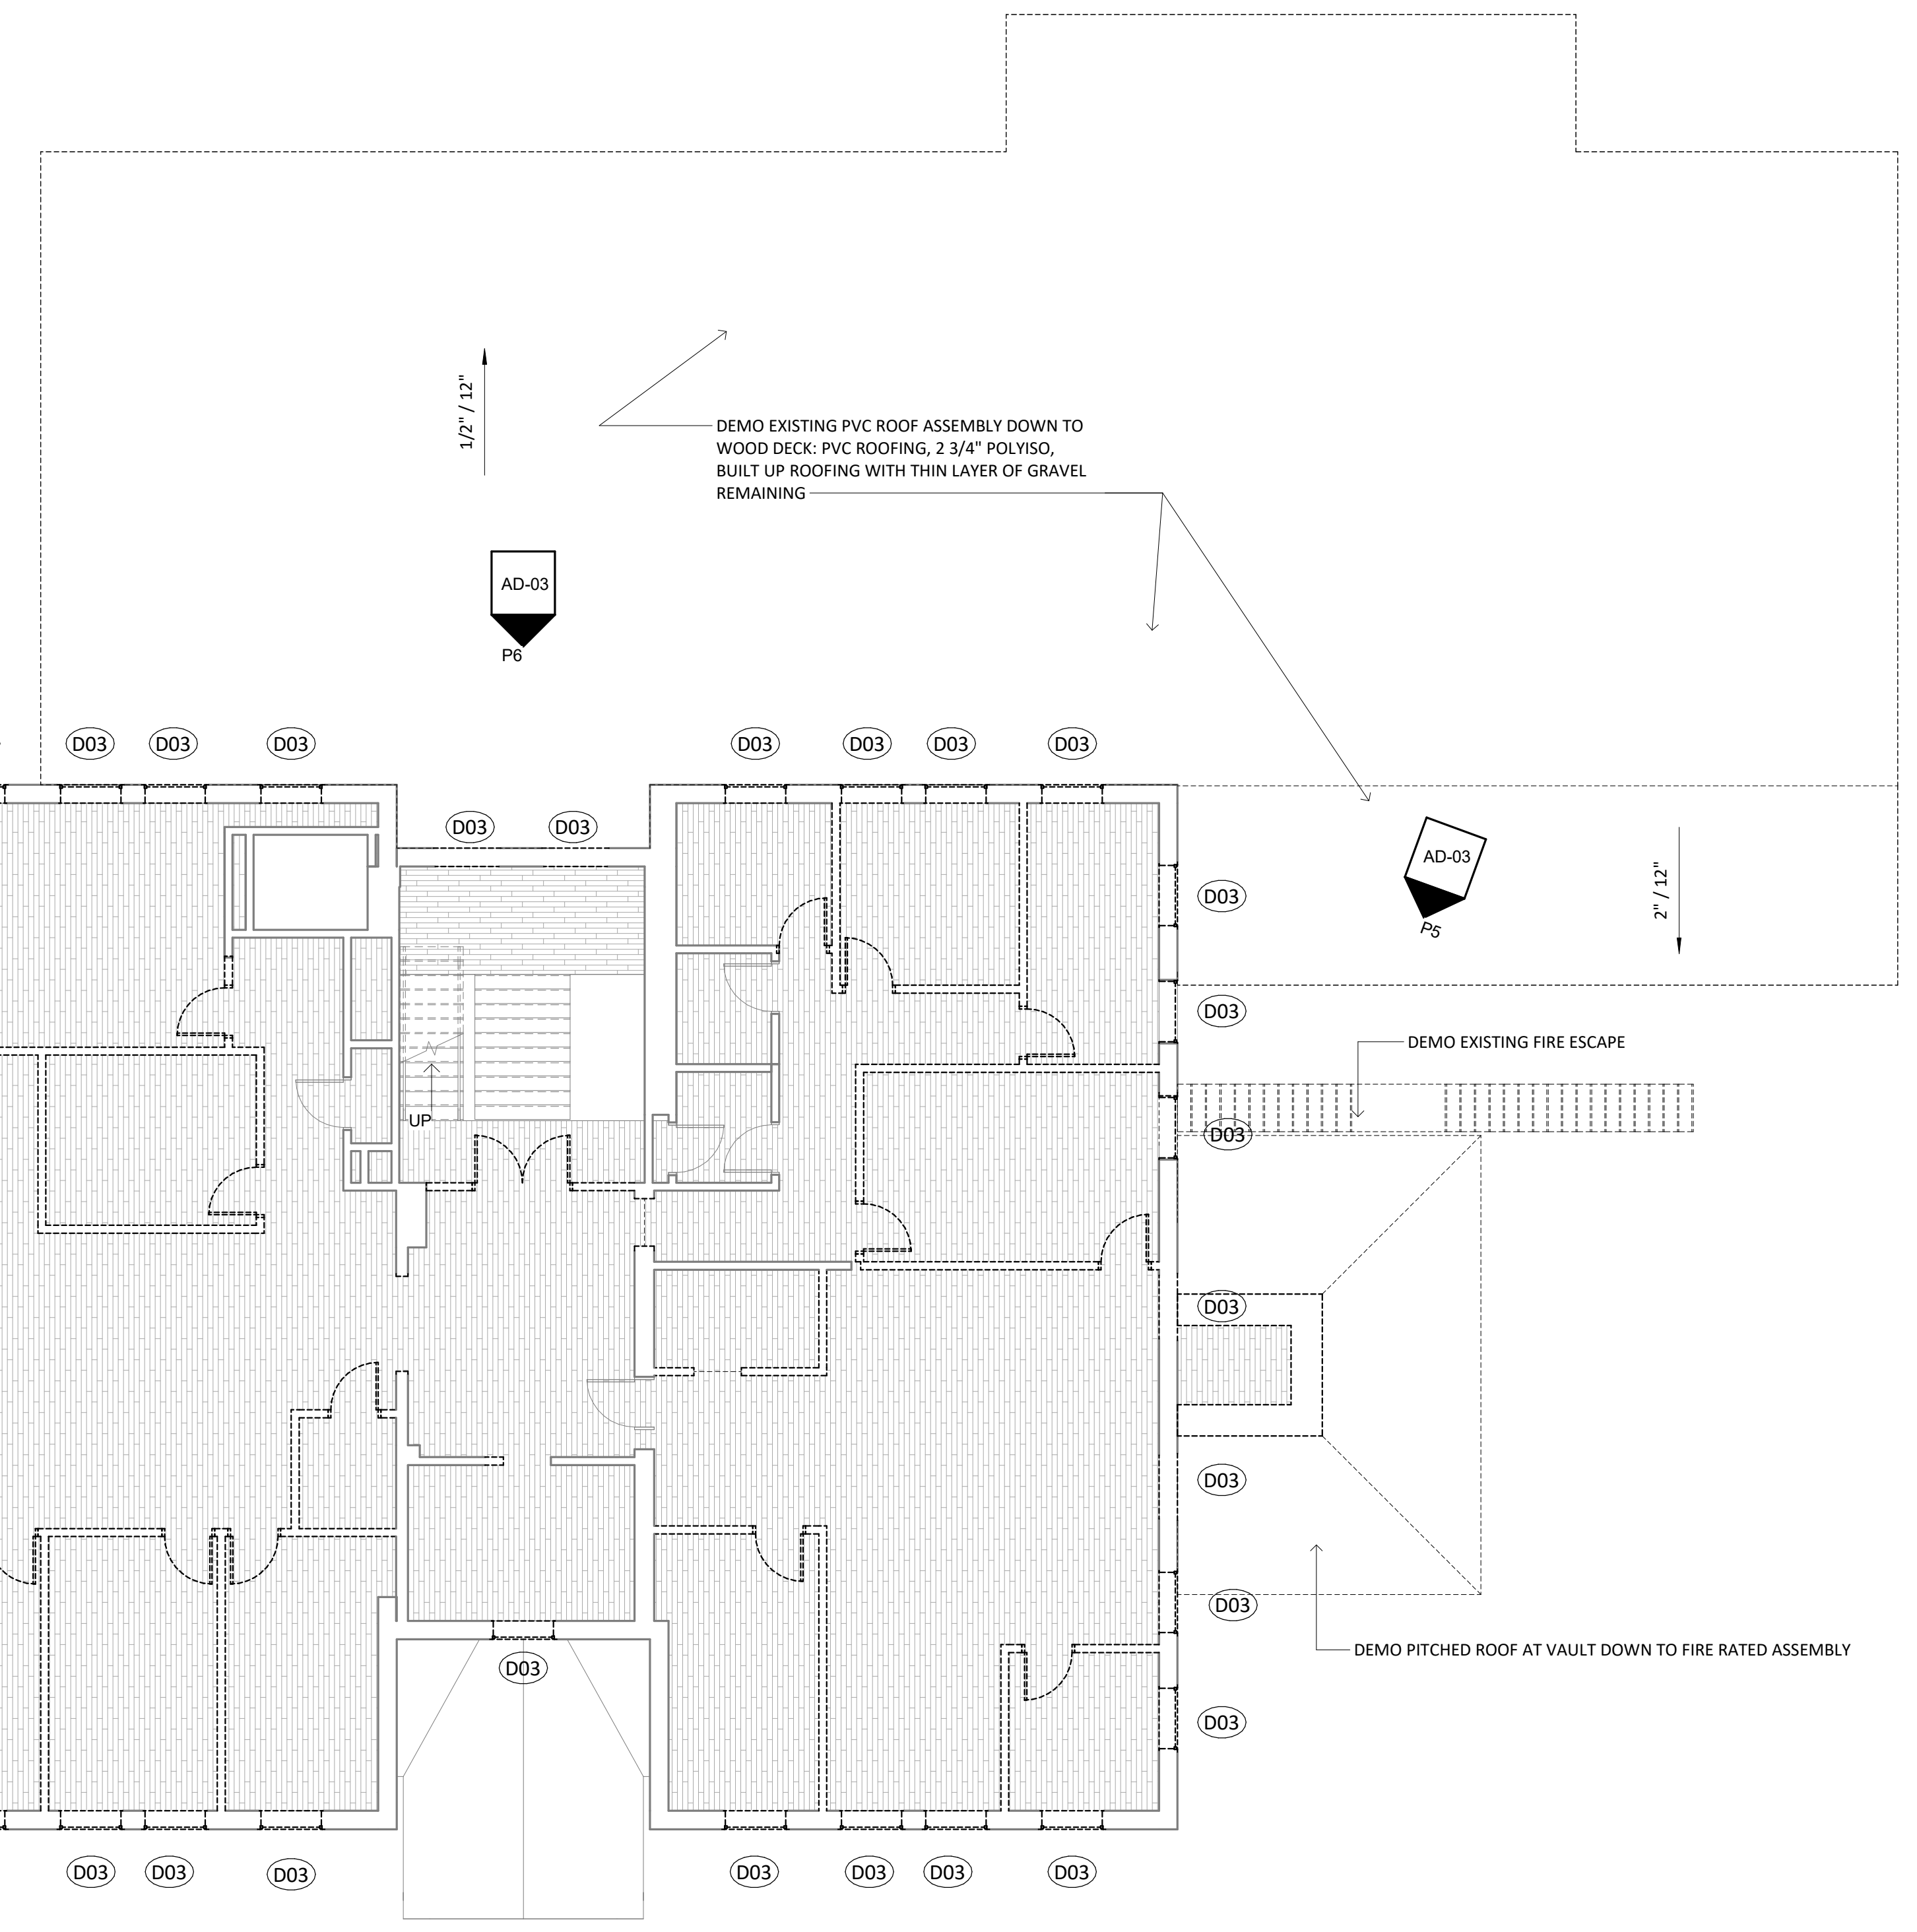 1/2" / 12"
DEMO EXISTING PVC ROOF ASSEMBLY DOWN TO
WOOD DECK: PVC ROOFING, 2 3/4" POLYISO,
BUILT UP ROOFING WITH THIN LAYER OF GRAVEL
REMAINING
AD-03
P6
D03
D03
D03
D03
D03
D03
D03
D03
D03
AD-03
P5
2" / 12"
D03
D03
DEMO EXISTING FIRE ESCAPE
UP
D03
D03
D03
D03
DEMO PITCHED ROOF AT VAULT DOWN TO FIRE RATED ASSEMBLY
D03
D03
D03
D03
D03
D03
D03
D03
D03